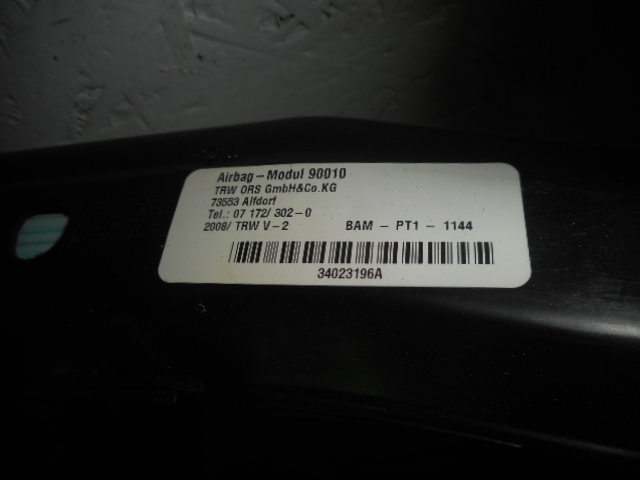 Airbag-Modul 90010
TRW ORS GmbH&Co.KG
73553 Alfdorf
Tel.: 07 172/ 302-0
2008/ TRW V-2 BAM - PT1 - 1144
34023196A